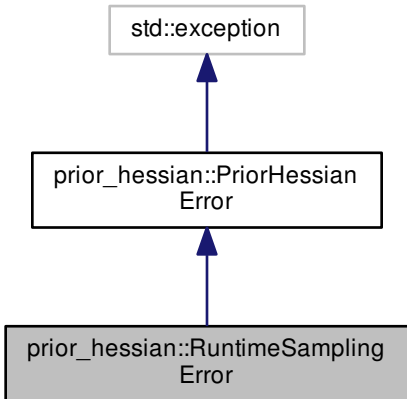 std::exception
prior_hessian::PriorHessian
Error
prior_hessian::RuntimeSampling
Error